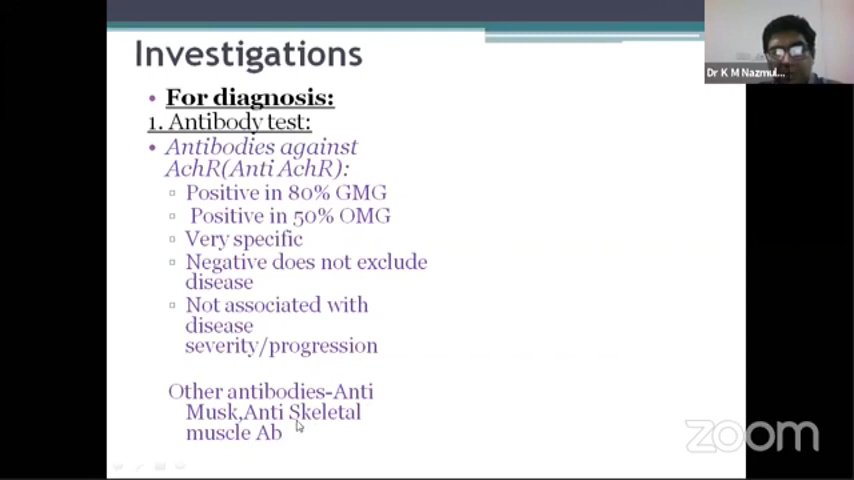 Investigations
Dr K M Nazmul...
• For diagnosis:
1. Antibody test:
• Antibodies against
AchR(Anti AchR):
▫ Positive in 80% GMG
▫ Positive in 50% OMG
▫ Very specific
▫ Negative does not exclude
disease
▫ Not associated with
disease
severity/progression
Other antibodies-Anti
Musk,Anti Skeletal
muscle Ab
zoom